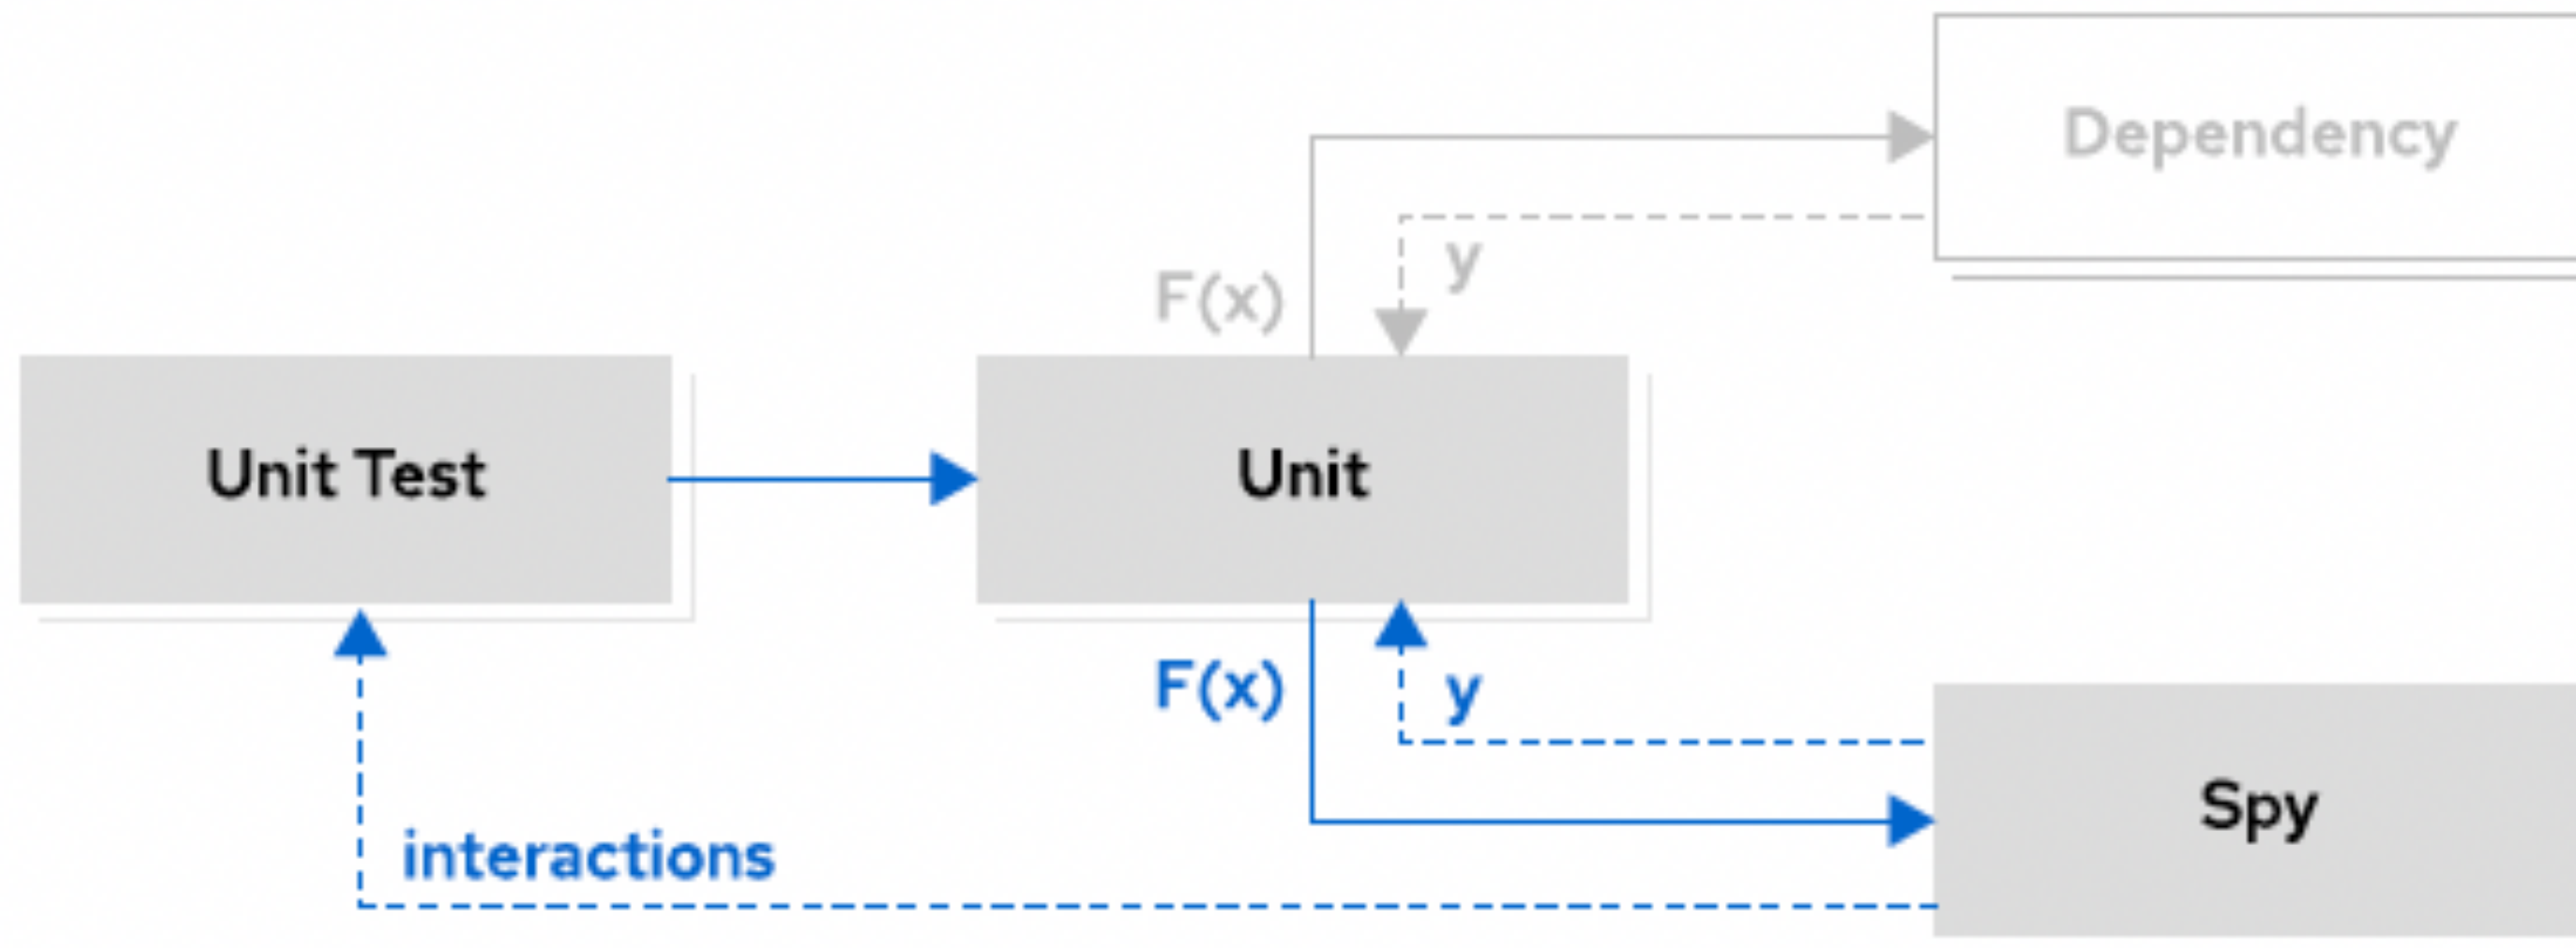 Dependency
y
F(x)
Unit Test
Unit
F(x)
y
Spy
interactions